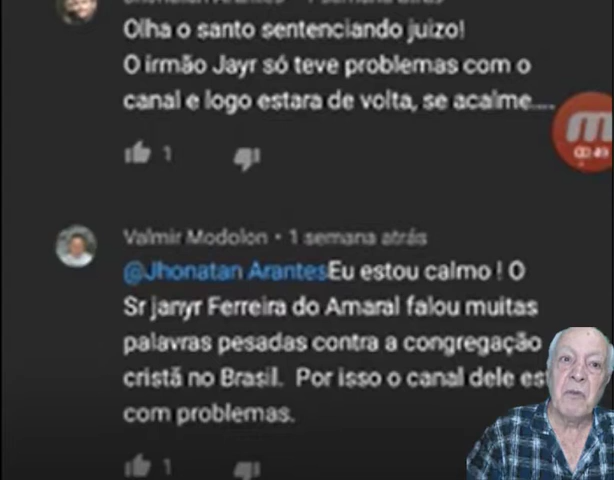 Olha o santo sentenciando juizo!
O irmão Jayr só teve problemas com o
canal e logo estara de volta, se acalme....
1
00:49
Valmir Modolon • 1 semana atrás
@Jhonatan ArantesEu estou calmo ! O
Sr janyr Ferreira do Amaral falou muitas
palavras pesadas contra a congregação
cristã no Brasil. Por isso o canal dele
com problemas.
1